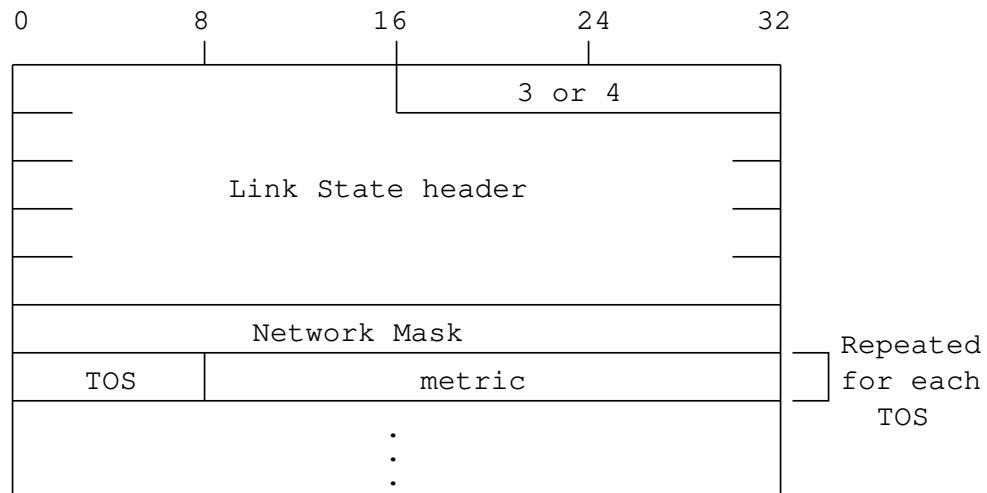 0 8 16 24 32
3 or 4
Link State header
Network Mask
TOS metric
Repeated
for each
TOS
.
.
.